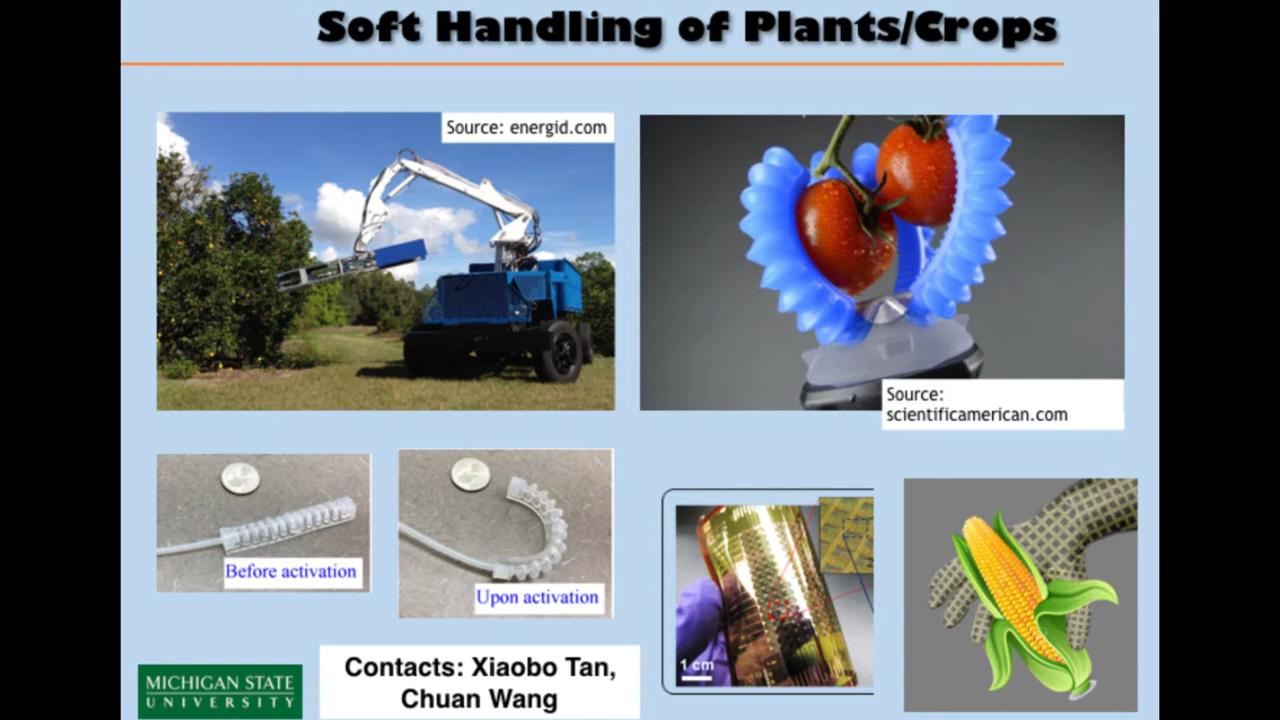 Soft Handling of Plants/Crops
Source: energid.com
Source:
scientificamerican.com
Before activation
Upon activation
1 cm
MICHIGAN STATE
UNIVERSITY
Contacts: Xiaobo Tan,
Chuan Wang